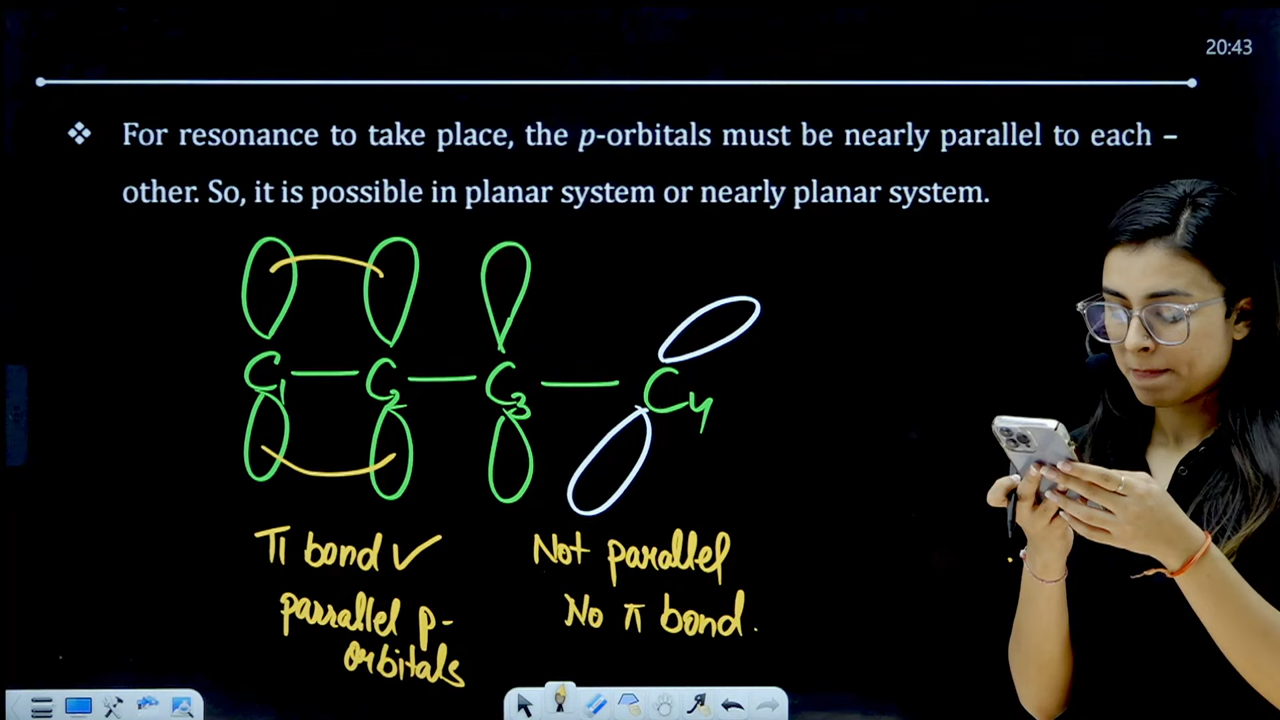 20:43
❖ For resonance to take place, the p-orbitals must be nearly parallel to each –
other. So, it is possible in planar system or nearly planar system.
C1 — C2 — C3 — C4
π bond ✓
parrallel p-
orbitals
Not parallel.
No π bond.